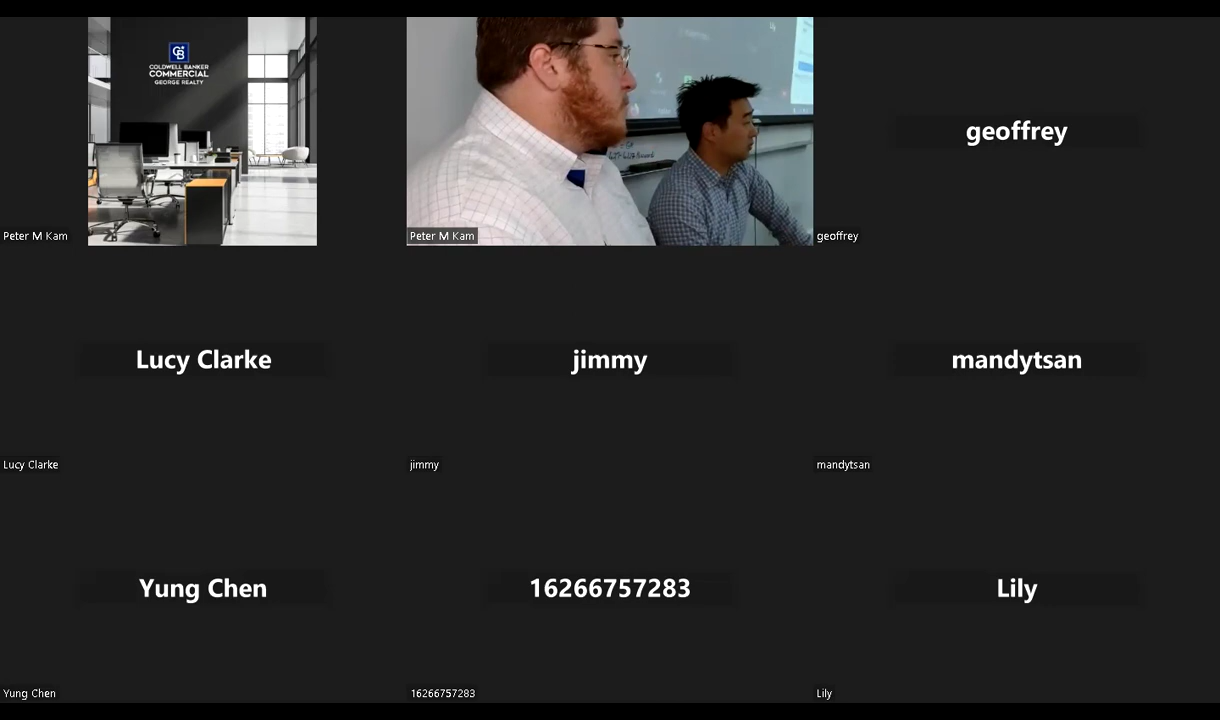 COLDWELL BANKER
COMMERCIAL
GEORGE REALTY
Peter M Kam
Peter M Kam
geoffrey
geoffrey
Lucy Clarke
Lucy Clarke
jimmy
jimmy
mandytsan
mandytsan
Yung Chen
Yung Chen
16266757283
16266757283
Lily
Lily